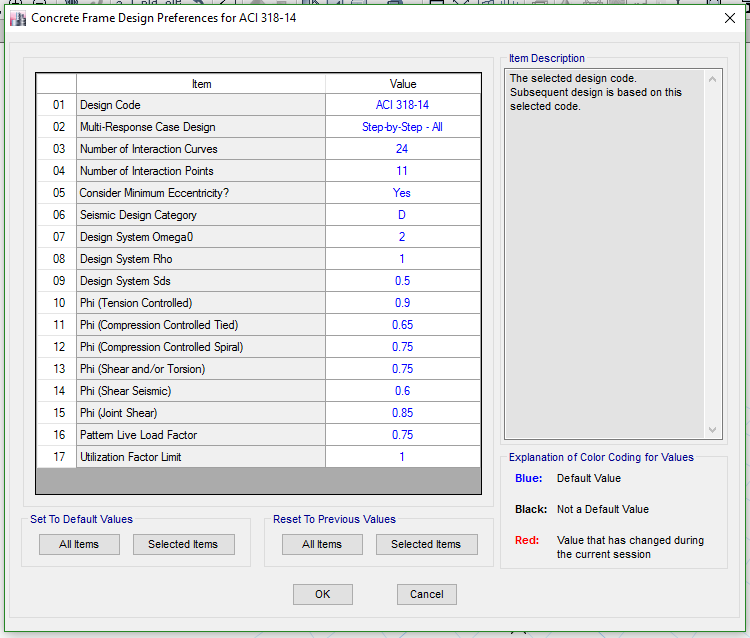 Concrete Frame Design Preferences for ACI 318-14
Item Value
01 Design Code ACI 318-14
02 Multi-Response Case Design Step-by-Step - All
03 Number of Interaction Curves 24
04 Number of Interaction Points 11
05 Consider Minimum Eccentricity? Yes
06 Seismic Design Category D
07 Design System Omega0 2
08 Design System Rho 1
09 Design System Sds 0.5
10 Phi (Tension Controlled) 0.9
11 Phi (Compression Controlled Tied) 0.65
12 Phi (Compression Controlled Spiral) 0.75
13 Phi (Shear and/or Torsion) 0.75
14 Phi (Shear Seismic) 0.6
15 Phi (Joint Shear) 0.85
16 Pattern Live Load Factor 0.75
17 Utilization Factor Limit 1
Item Description
The selected design code.
Subsequent design is based on this
selected code.
Explanation of Color Coding for Values
Blue: Default Value
Black: Not a Default Value
Red: Value that has changed during
the current session
Set To Default Values
All Items Selected Items
Reset To Previous Values
All Items Selected Items
OK Cancel